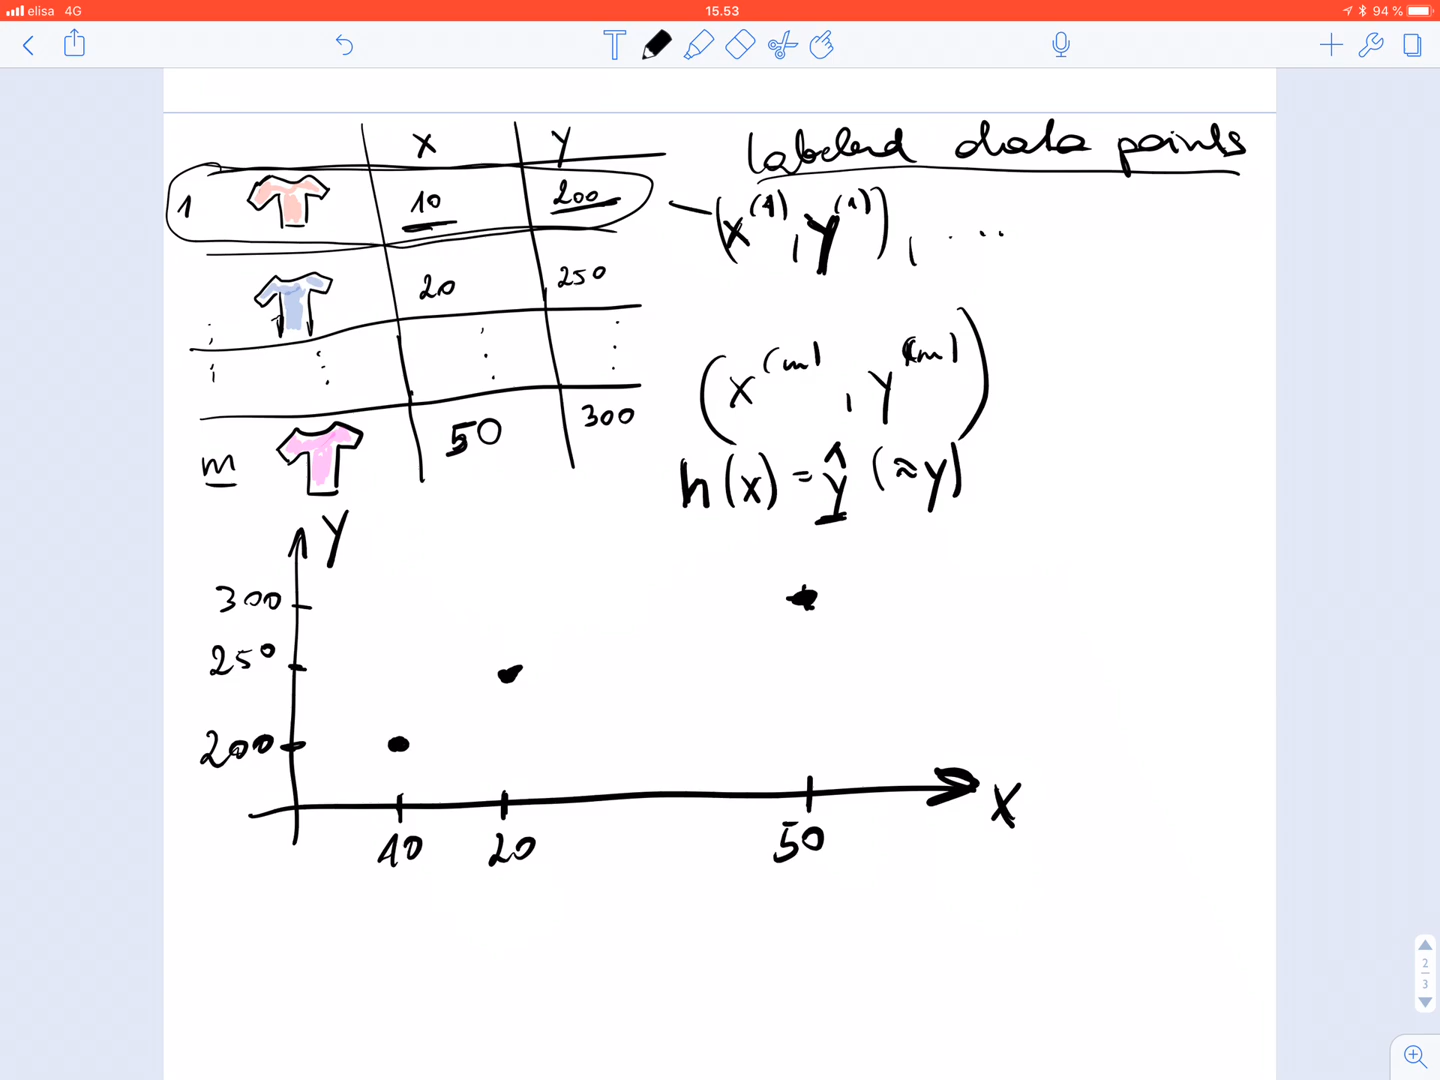 elisa 4G 15.53 94 %
T
x y
labeled data points
1 10 200
(x^(1), y^(1)), ...
20 250
(x^(m), y^(m))
m 50 300
h(x) = ŷ (≈y)
y
300
250
200
x
10 20 50
2
3